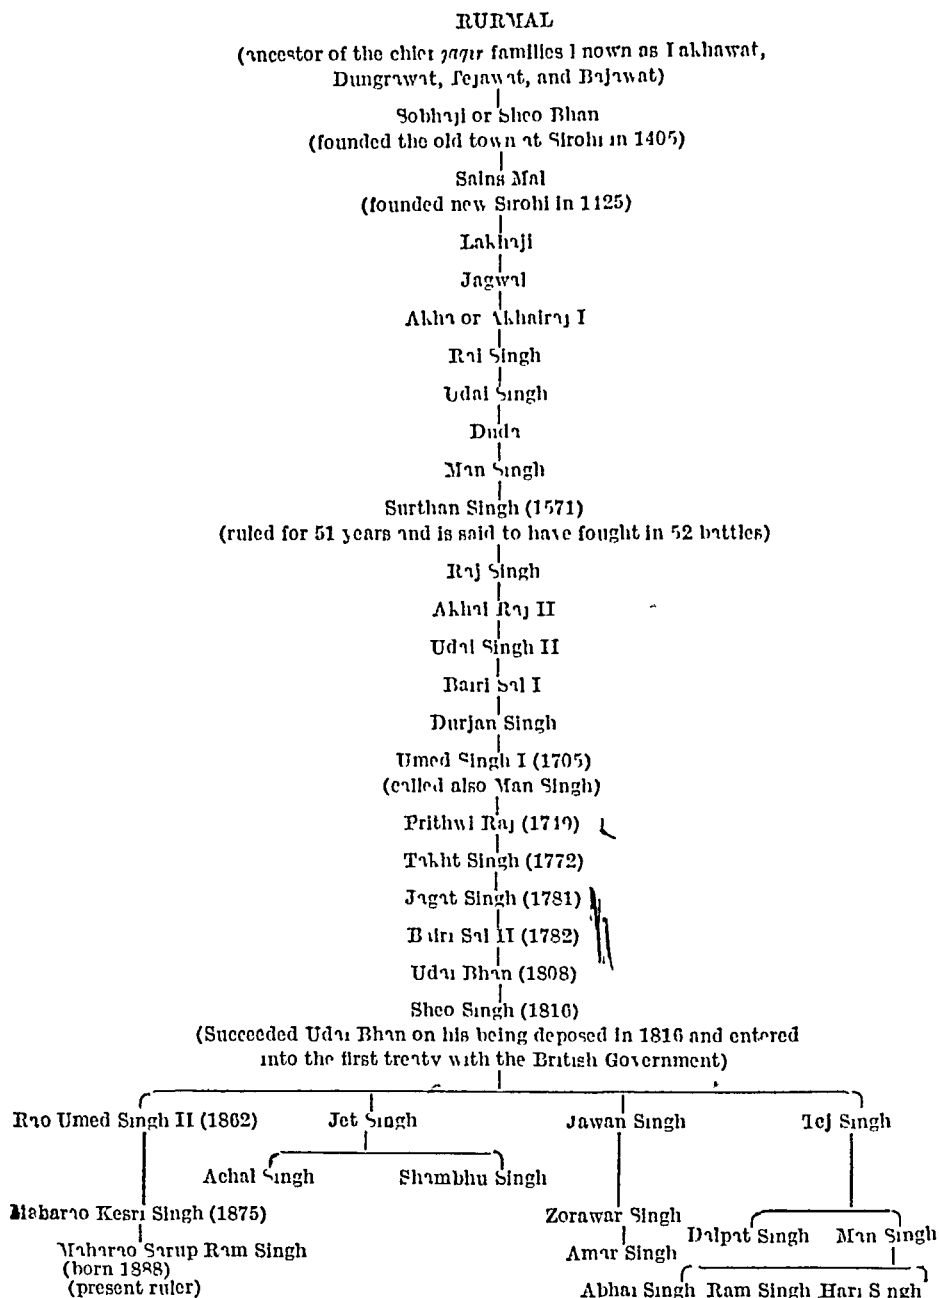 RURMAL
(ancestor of the chief jagir families known as Lakhawat,
Dungrawat, Tejawat, and Bajawat)
Sobhaji or Sheo Bhan
(founded the old town at Sirohi in 1405)
Sains Mal
(founded new Sirohi in 1425)
Lakhaji
Jagmal
Akha or Akhairaj I
Rai Singh
Udai Singh
Duda
Man Singh
Surthan Singh (1571)
(ruled for 51 years and is said to have fought in 52 battles)
Raj Singh
Akhai Raj II
Udai Singh II
Bairi Sal I
Durjan Singh
Umed Singh I (1705)
(called also Man Singh)
Prithwi Raj (1749)
Takht Singh (1772)
Jagat Singh (1781)
Bairi Sal II (1782)
Udai Bhan (1808)
Sheo Singh (1816)
(Succeeded Udai Bhan on his being deposed in 1816 and entered
into the first treaty with the British Government)
Rao Umed Singh II (1862) Jet Singh Jawan Singh Tej Singh
Achal Singh Shambhu Singh
Maharao Kesri Singh (1875) Zorawar Singh
Dalpat Singh Man Singh
Maharao Sarup Ram Singh Amar Singh
(born 1888)
(present ruler)
Abhai Singh Ram Singh Hari Singh